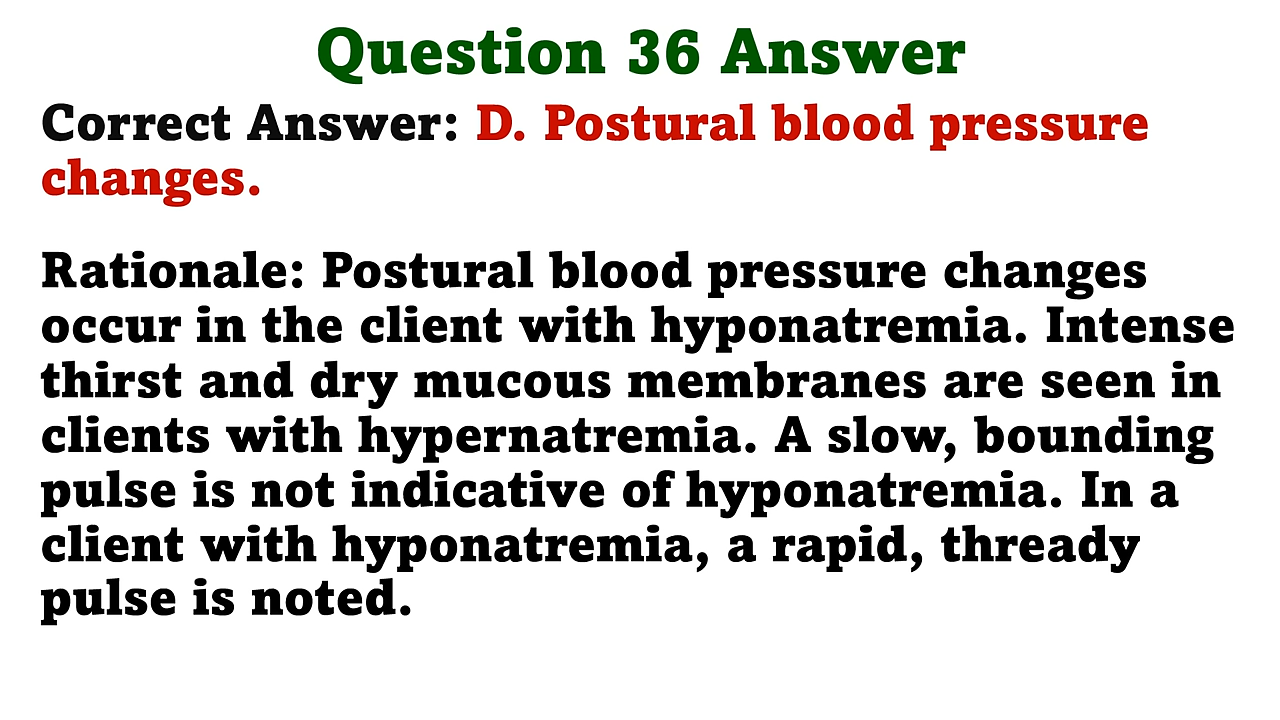 Question 36 Answer
Correct Answer: D. Postural blood pressure
changes.
Rationale: Postural blood pressure changes
occur in the client with hyponatremia. Intense
thirst and dry mucous membranes are seen in
clients with hypernatremia. A slow, bounding
pulse is not indicative of hyponatremia. In a
client with hyponatremia, a rapid, thready
pulse is noted.